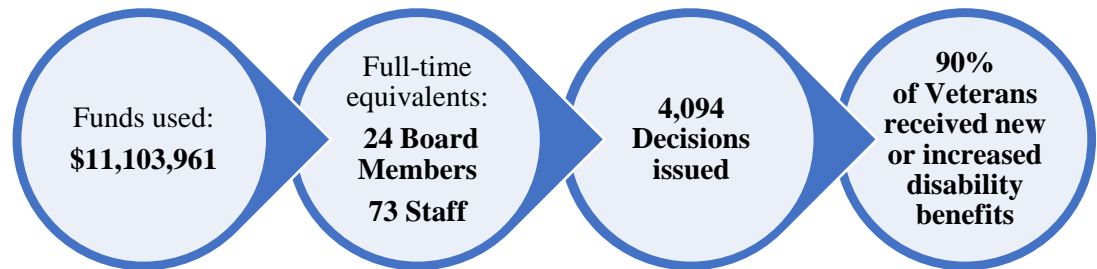 Funds used:
$11,103,961
Full-time
equivalents:
24 Board
Members
73 Staff
4,094
Decisions
issued
90%
of Veterans
received new
or increased
disability
benefits